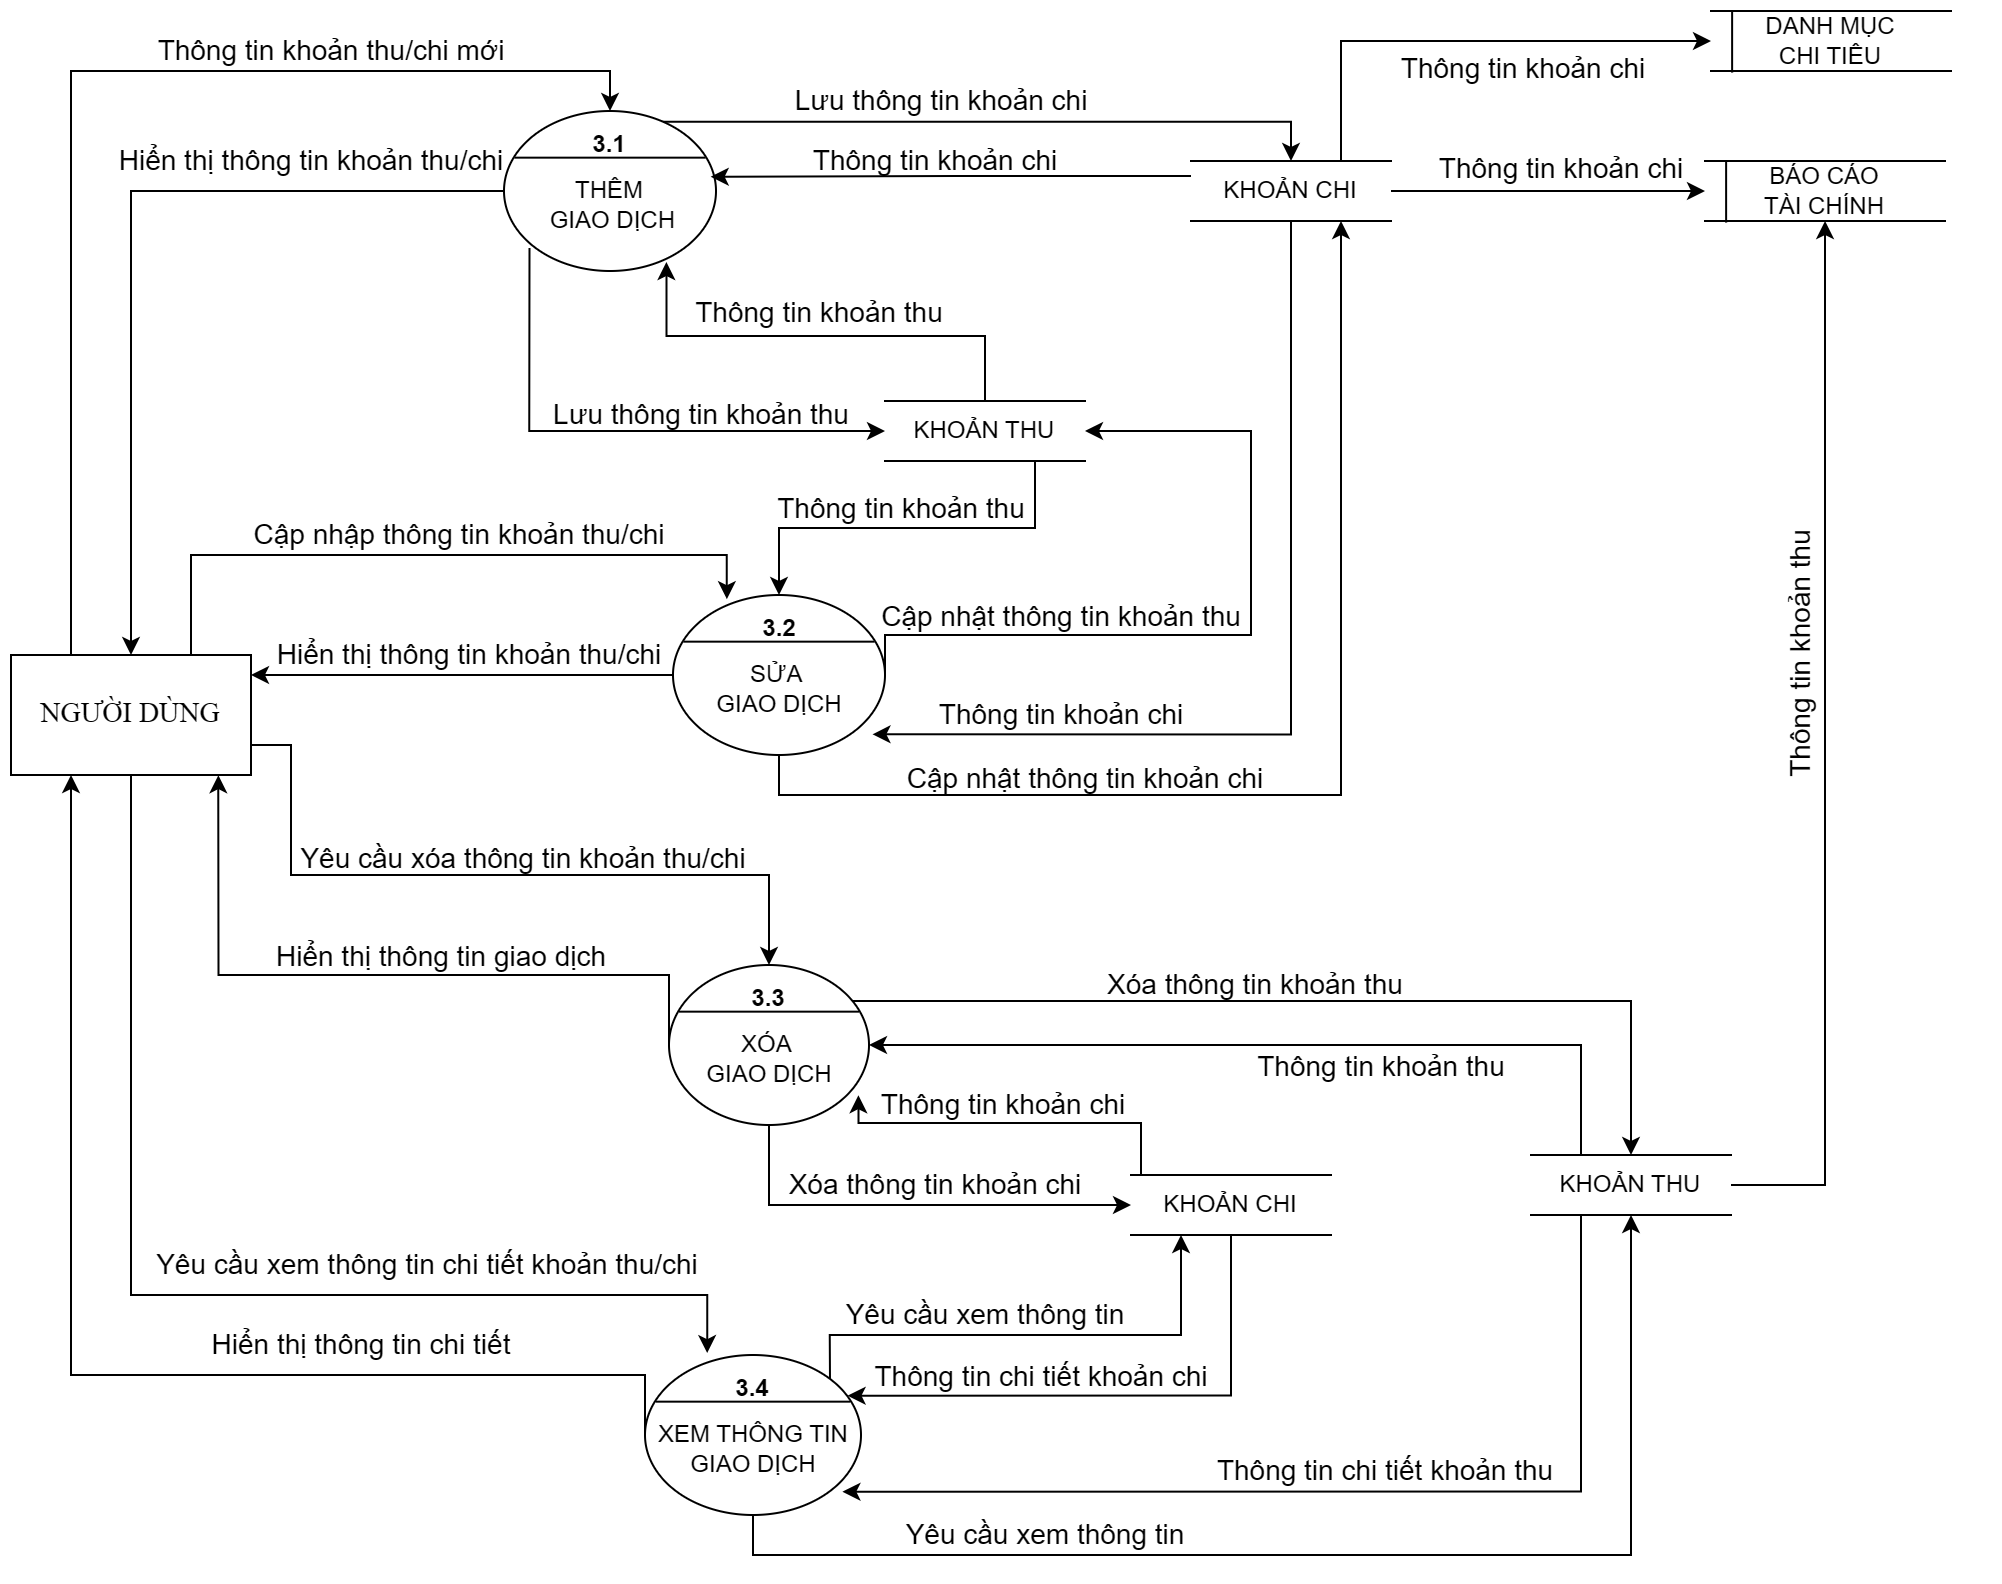 DANH MỤC
CHI TIÊU
Thông tin khoản thu/chi mới
Thông tin khoản chi
Lưu thông tin khoản chi
3.1
THÊM
GIAO DỊCH
Hiển thị thông tin khoản thu/chi
Thông tin khoản chi
KHOẢN CHI
Thông tin khoản chi
BÁO CÁO
TÀI CHÍNH
Thông tin khoản thu
Lưu thông tin khoản thu
KHOẢN THU
Thông tin khoản thu
Cập nhập thông tin khoản thu/chi
Thông tin khoản thu
3.2
SỬA
GIAO DỊCH
Cập nhật thông tin khoản thu
Hiển thị thông tin khoản thu/chi
NGƯỜI DÙNG
Thông tin khoản chi
Cập nhật thông tin khoản chi
Yêu cầu xóa thông tin khoản thu/chi
Hiển thị thông tin giao dịch
3.3
XÓA
GIAO DỊCH
Xóa thông tin khoản thu
Thông tin khoản thu
Thông tin khoản chi
Xóa thông tin khoản chi
KHOẢN CHI
KHOẢN THU
Yêu cầu xem thông tin chi tiết khoản thu/chi
Yêu cầu xem thông tin
Hiển thị thông tin chi tiết
Thông tin chi tiết khoản chi
3.4
XEM THÔNG TIN
GIAO DỊCH
Thông tin chi tiết khoản thu
Yêu cầu xem thông tin